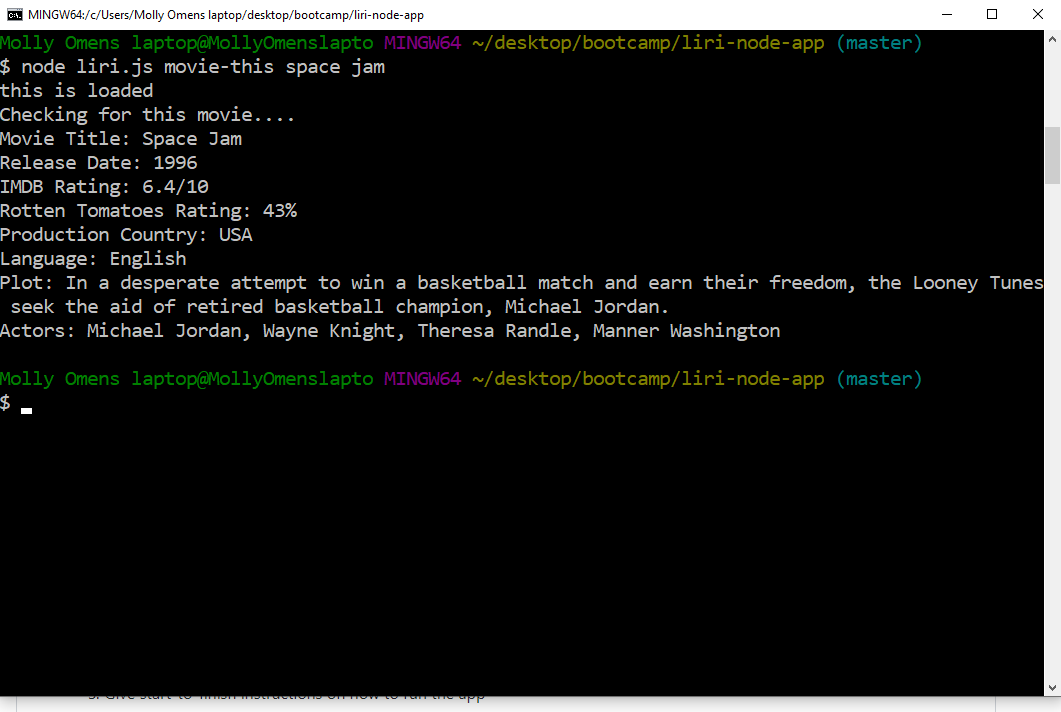 MINGW64:/c/Users/Molly Omens laptop/desktop/bootcamp/liri-node-app
Molly Omens laptop@MollyOmenslapto MINGW64 ~/desktop/bootcamp/liri-node-app (master)
$ node liri.js movie-this space jam
this is loaded
Checking for this movie....
Movie Title: Space Jam
Release Date: 1996
IMDB Rating: 6.4/10
Rotten Tomatoes Rating: 43%
Production Country: USA
Language: English
Plot: In a desperate attempt to win a basketball match and earn their freedom, the Looney Tunes
 seek the aid of retired basketball champion, Michael Jordan.
Actors: Michael Jordan, Wayne Knight, Theresa Randle, Manner Washington
Molly Omens laptop@MollyOmenslapto MINGW64 ~/desktop/bootcamp/liri-node-app (master)
$
instructions on how to run the app